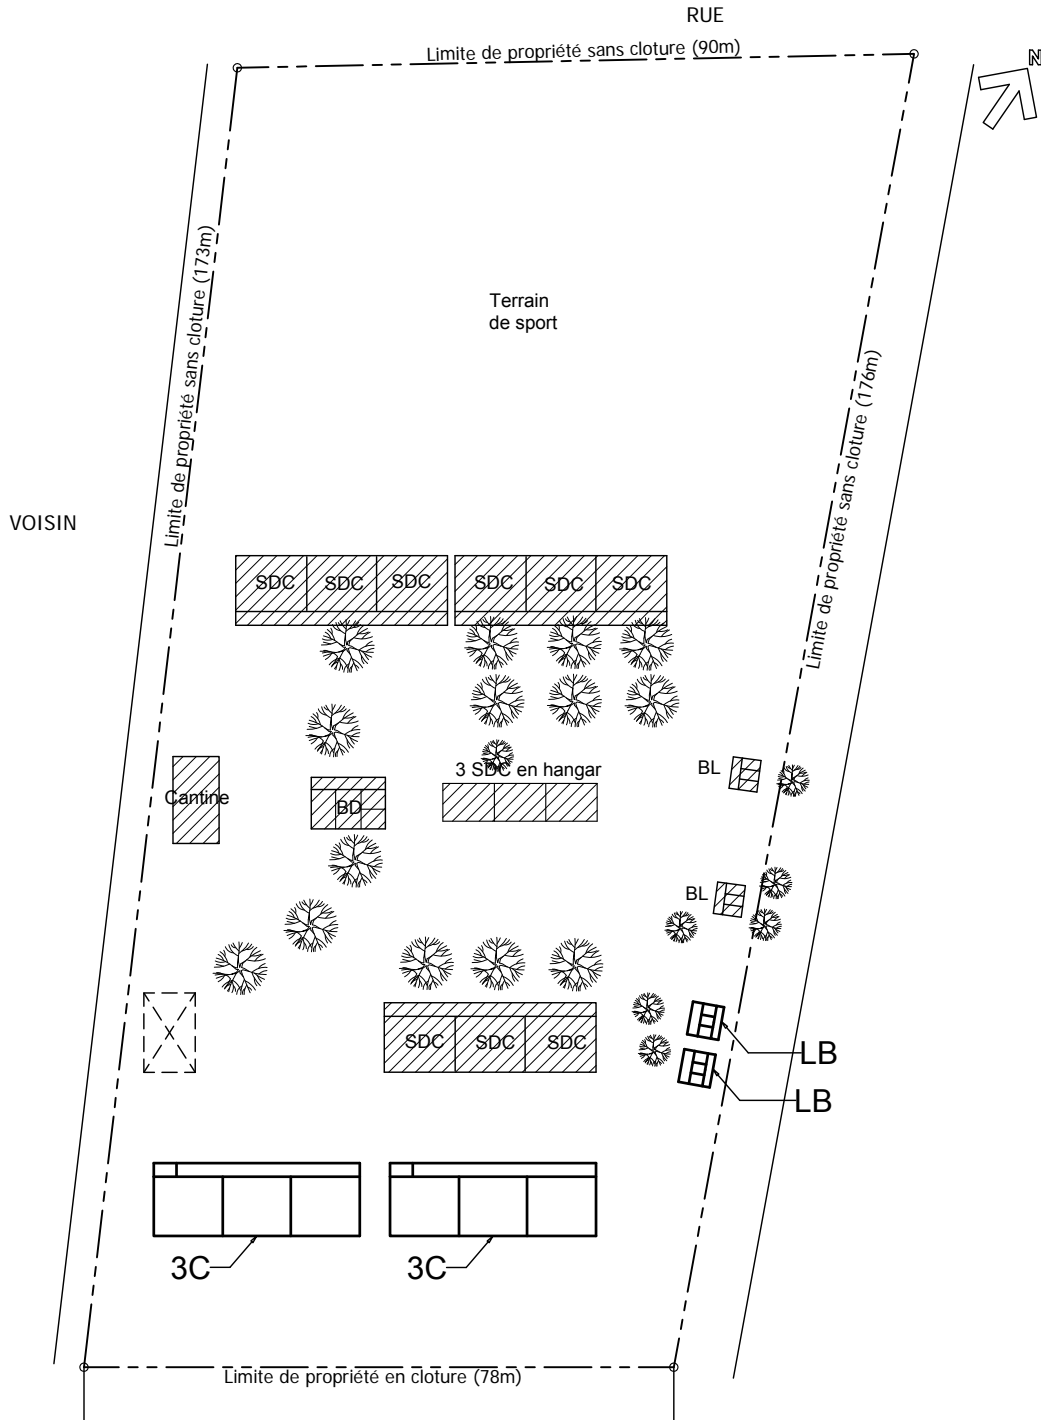 RUE
Limite de propriété sans cloture (90m)
N
Limite de propriété sans cloture (173m)
Terrain
de sport
Limite de propriété sans cloture (176m)
VOISIN
SDC
SDC
SDC
SDC
SDC
SDC
3 SDC en hangar
BL
Cantine
BD
BL
SDC
SDC
SDC
LB
LB
3C
3C
Limite de propriété en cloture (78m)